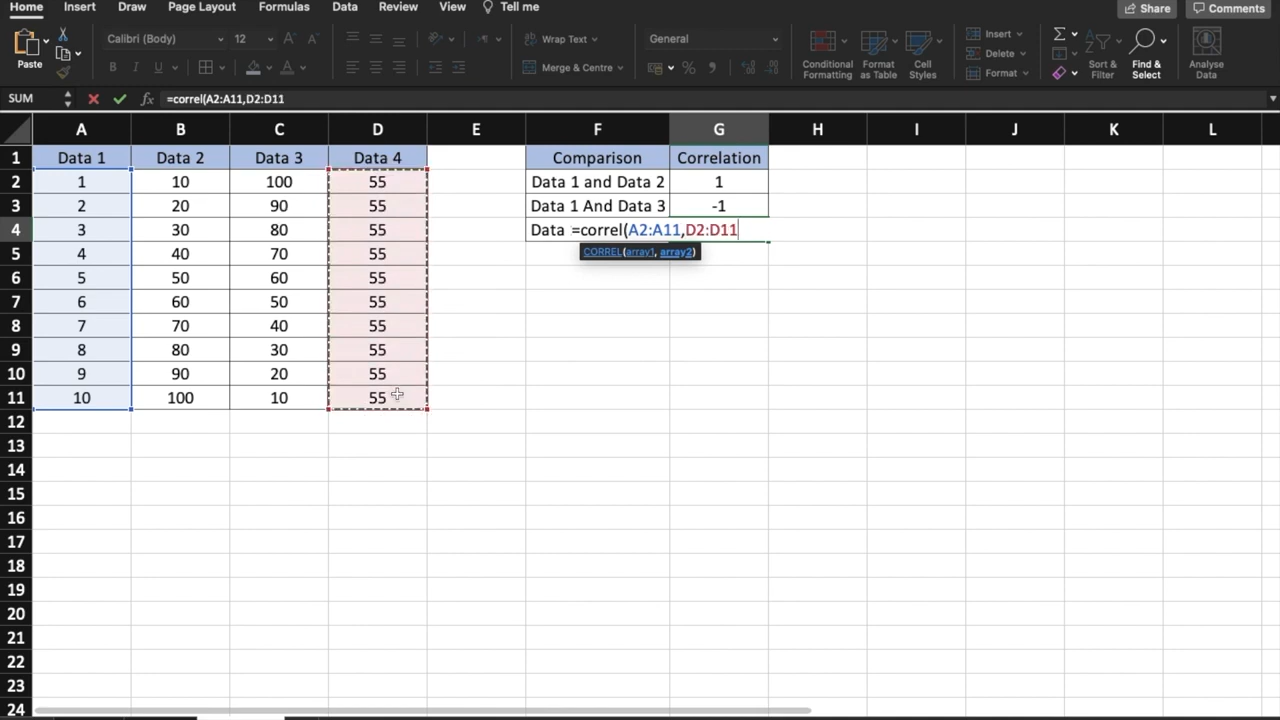 Home Insert Draw Page Layout Formulas Data Review View Tell me Share Comments
Calibri (Body) 12 A A Wrap Text General Insert Σ
Paste B I U A Merge & Centre % Delete
Conditional Formatting Format as Table Cell Styles Format Sort & Filter Find & Select Analyse Data
SUM fx =correl(A2:A11,D2:D11
A B C D E F G H I J K L
1 Data 1 Data 2 Data 3 Data 4 Comparison Correlation
2 1 10 100 55 Data 1 and Data 2 1
3 2 20 90 55 Data 1 And Data 3 -1
4 3 30 80 55 Data =correl(A2:A11,D2:D11
5 4 40 70 55 CORREL(array1, array2)
6 5 50 60 55
7 6 60 50 55
8 7 70 40 55
9 8 80 30 55
10 9 90 20 55
11 10 100 10 55
12
13
14
15
16
17
18
19
20
21
22
23
24